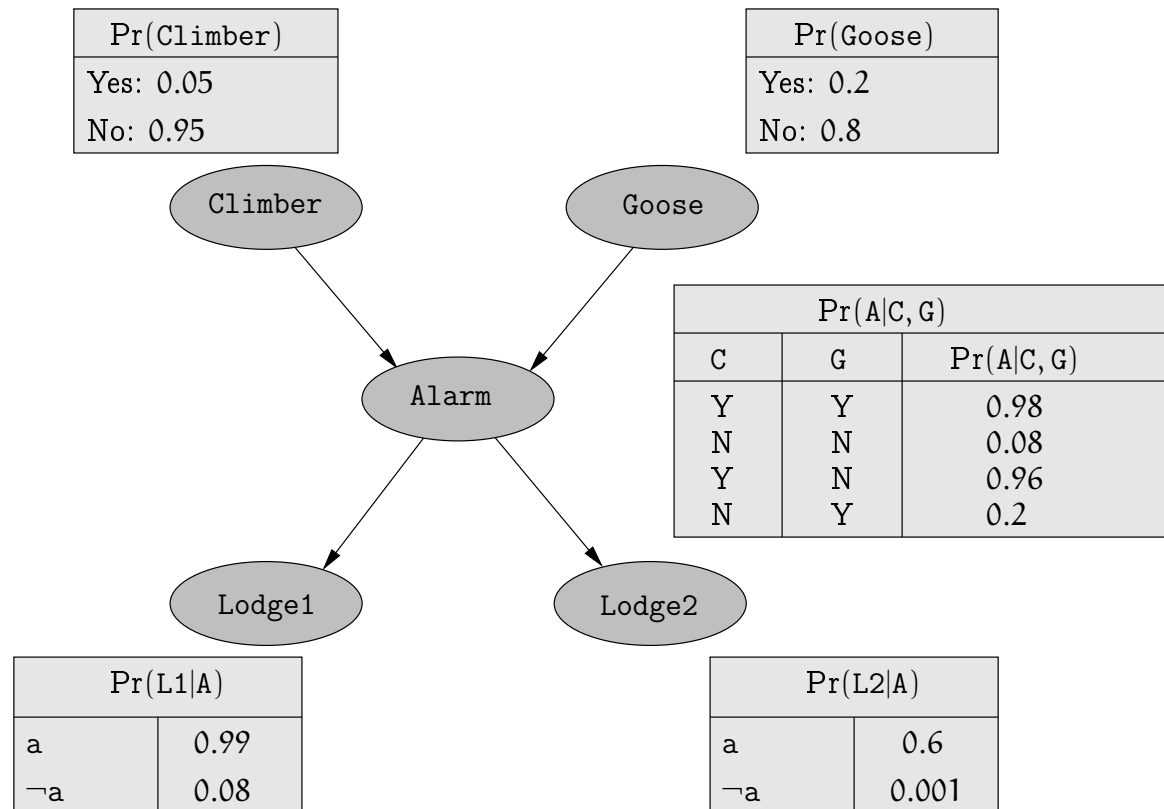 Pr(Climber)
Yes: 0.05
No: 0.95
Pr(Goose)
Yes: 0.2
No: 0.8
Climber
Goose
Pr(A|C, G)
C G Pr(A|C, G)
Y Y 0.98
N N 0.08
Y N 0.96
N Y 0.2
Alarm
Lodge1
Lodge2
Pr(L1|A)
a 0.99
¬a 0.08
Pr(L2|A)
a 0.6
¬a 0.001